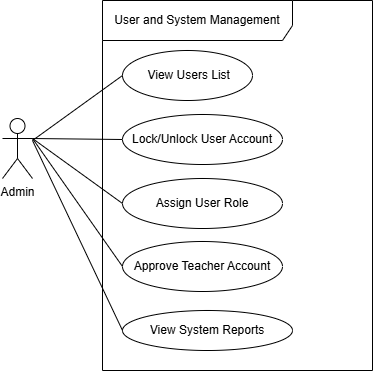 User and System Management
View Users List
Lock/Unlock User Account
Admin
Assign User Role
Approve Teacher Account
View System Reports